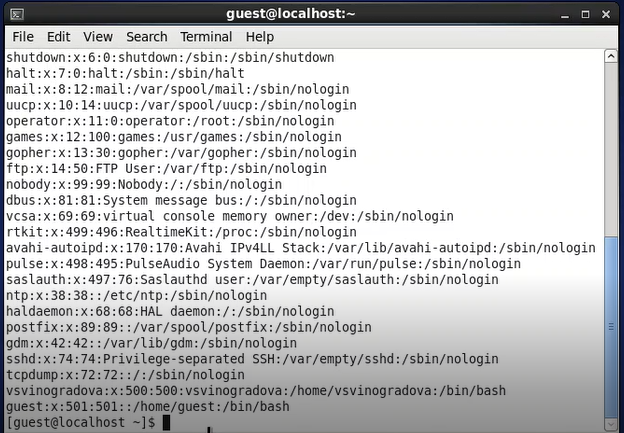 guest@localhost:~
File Edit View Search Terminal Help
shutdown:x:6:0:shutdown:/sbin:/sbin/shutdown
halt:x:7:0:halt:/sbin:/sbin/halt
mail:x:8:12:mail:/var/spool/mail:/sbin/nologin
uucp:x:10:14:uucp:/var/spool/uucp:/sbin/nologin
operator:x:11:0:operator:/root:/sbin/nologin
games:x:12:100:games:/usr/games:/sbin/nologin
gopher:x:13:30:gopher:/var/gopher:/sbin/nologin
ftp:x:14:50:FTP User:/var/ftp:/sbin/nologin
nobody:x:99:99:Nobody:/:/sbin/nologin
dbus:x:81:81:System message bus:/:/sbin/nologin
vcsa:x:69:69:virtual console memory owner:/dev:/sbin/nologin
rtkit:x:499:496:RealtimeKit:/proc:/sbin/nologin
avahi-autoipd:x:170:170:Avahi IPv4LL Stack:/var/lib/avahi-autoipd:/sbin/nologin
pulse:x:498:495:PulseAudio System Daemon:/var/run/pulse:/sbin/nologin
saslauth:x:497:76:Saslauthd user:/var/empty/saslauth:/sbin/nologin
ntp:x:38:38::/etc/ntp:/sbin/nologin
haldaemon:x:68:68:HAL daemon:/:/sbin/nologin
postfix:x:89:89::/var/spool/postfix:/sbin/nologin
gdm:x:42:42::/var/lib/gdm:/sbin/nologin
sshd:x:74:74:Privilege-separated SSH:/var/empty/sshd:/sbin/nologin
tcpdump:x:72:72::/:/sbin/nologin
vsvinogradova:x:500:500:vsvinogradova:/home/vsvinogradova:/bin/bash
guest:x:501:501::/home/guest:/bin/bash
[guest@localhost ~]$